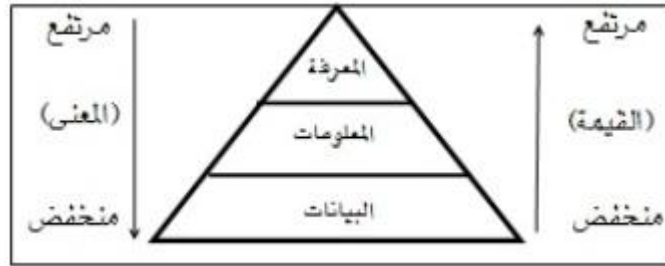 مرتفع
(القيمة)
منخفض
المعرفة
المعلومات
البيانات
مرتفع
(المعنى)
منخفض